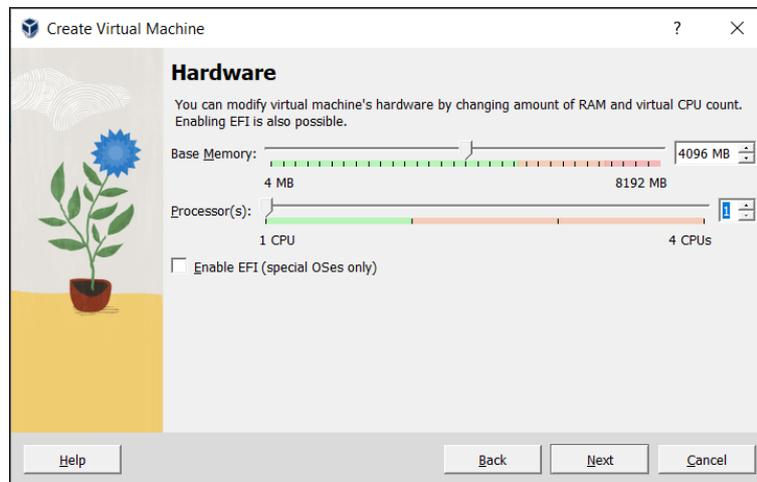 Create Virtual Machine
?
Hardware
You can modify virtual machine's hardware by changing amount of RAM and virtual CPU count.
Enabling EFI is also possible.
Base Memory: 4096 MB
4 MB 8192 MB
Processor(s): 1
1 CPU 4 CPUs
Enable EFI (special OSes only)
Help Back Next Cancel